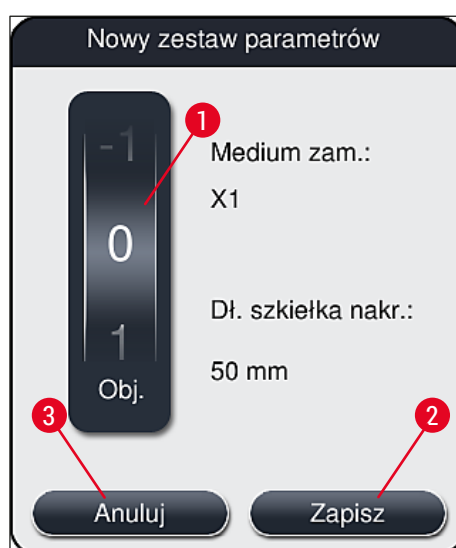 Nowy zestaw parametrów
-1
0
1
Obj.
1
Medium zam.:
X1
Dł. szkiełka nakr.:
50 mm
3
2
Anuluj
Zapisz